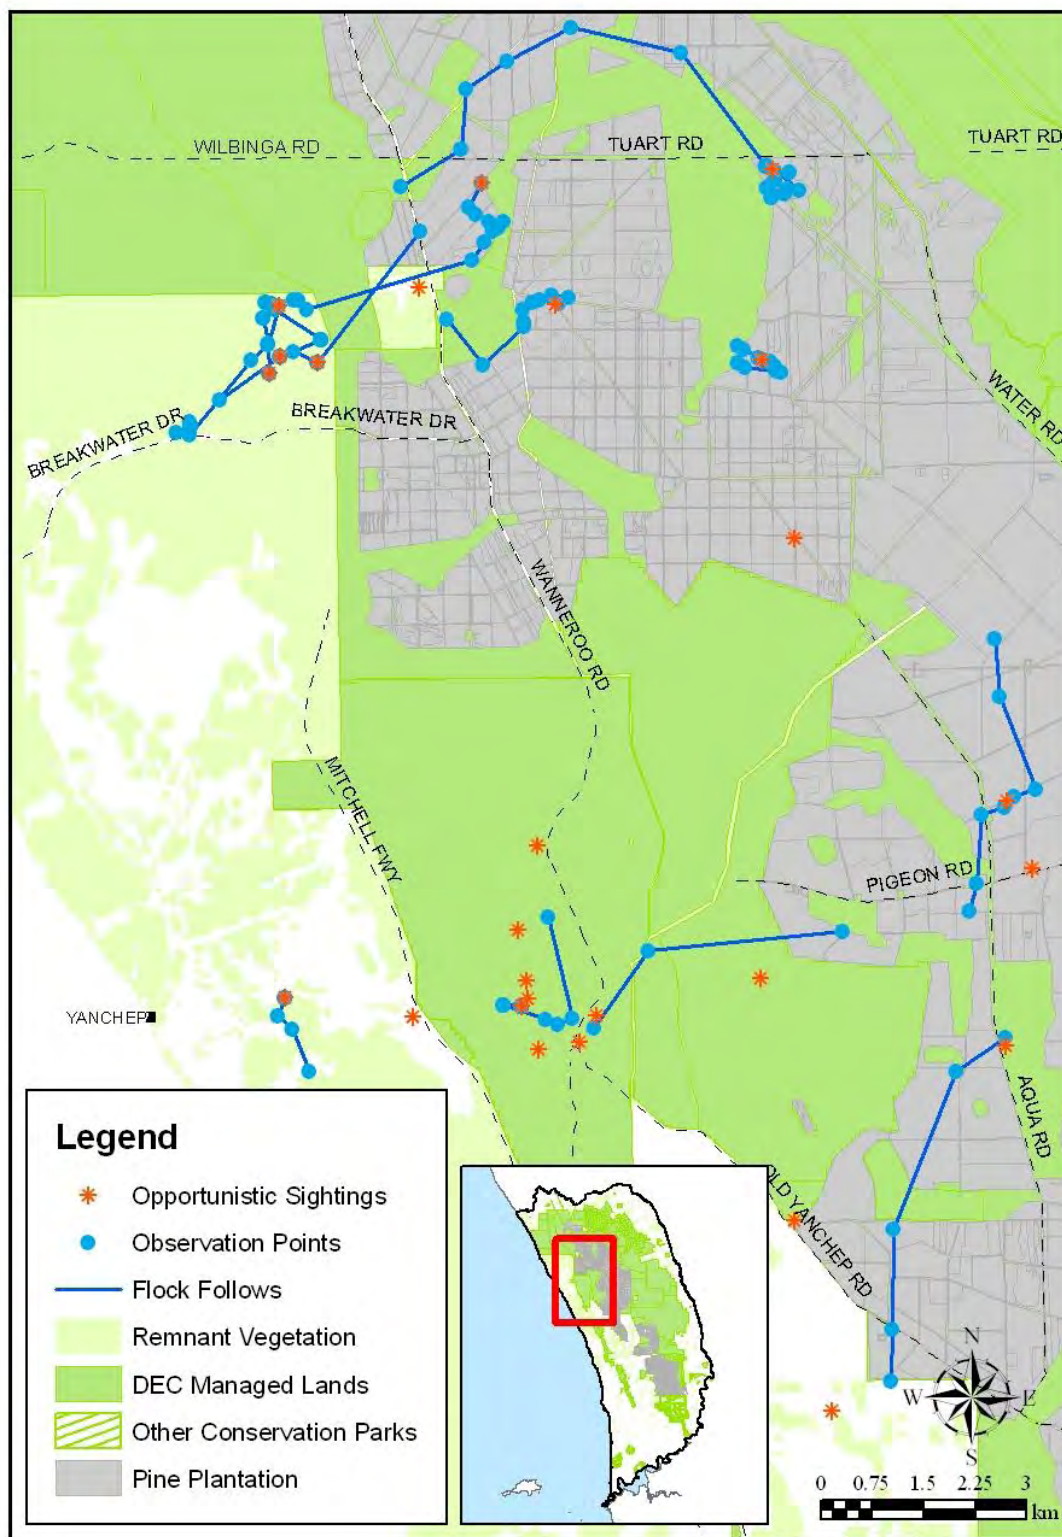 WILBINGA RD
TUART RD
TUART RD
WATER RD
BREAKWATER DR
BREAKWATER DR
WANNEROO RD
MITCHELL FWY
PIGEON RD
YANCHEP
AQUA RD
OLD YANCHEP RD
Legend
Opportunistic Sightings
Observation Points
Flock Follows
Remnant Vegetation
DEC Managed Lands
Other Conservation Parks
Pine Plantation
N
W E
S
0 0.75 1.5 2.25 3
km